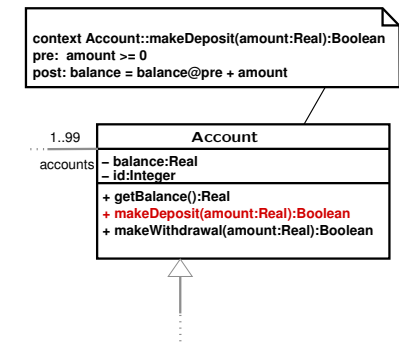 context Account::makeDeposit(amount:Real):Boolean
pre:  amount >= 0
post: balance = balance@pre + amount
1..99
Account
accounts
– balance:Real
– id:Integer
+ getBalance():Real
+ makeDeposit(amount:Real):Boolean
+ makeWithdrawal(amount:Real):Boolean